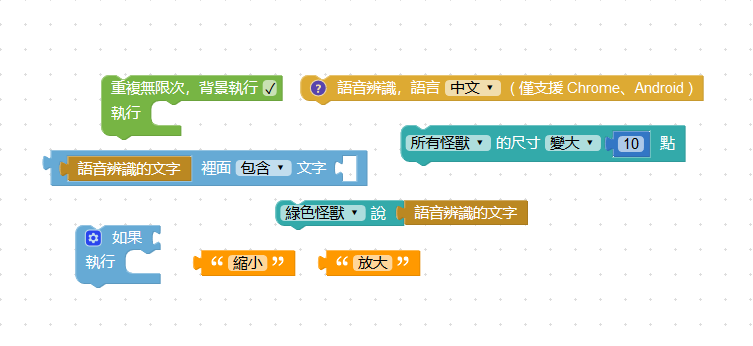 重複無限次，背景執行
執行
? 語音辨識，語言 中文 ▼ （僅支援 Chrome、Android）
所有怪獸 ▼ 的尺寸 變大 ▼ 10 點
語音辨識的文字 裡面 包含 ▼ 文字
綠色怪獸 ▼ 說 語音辨識的文字
如果
執行
“ 縮小 ”
“ 放大 ”